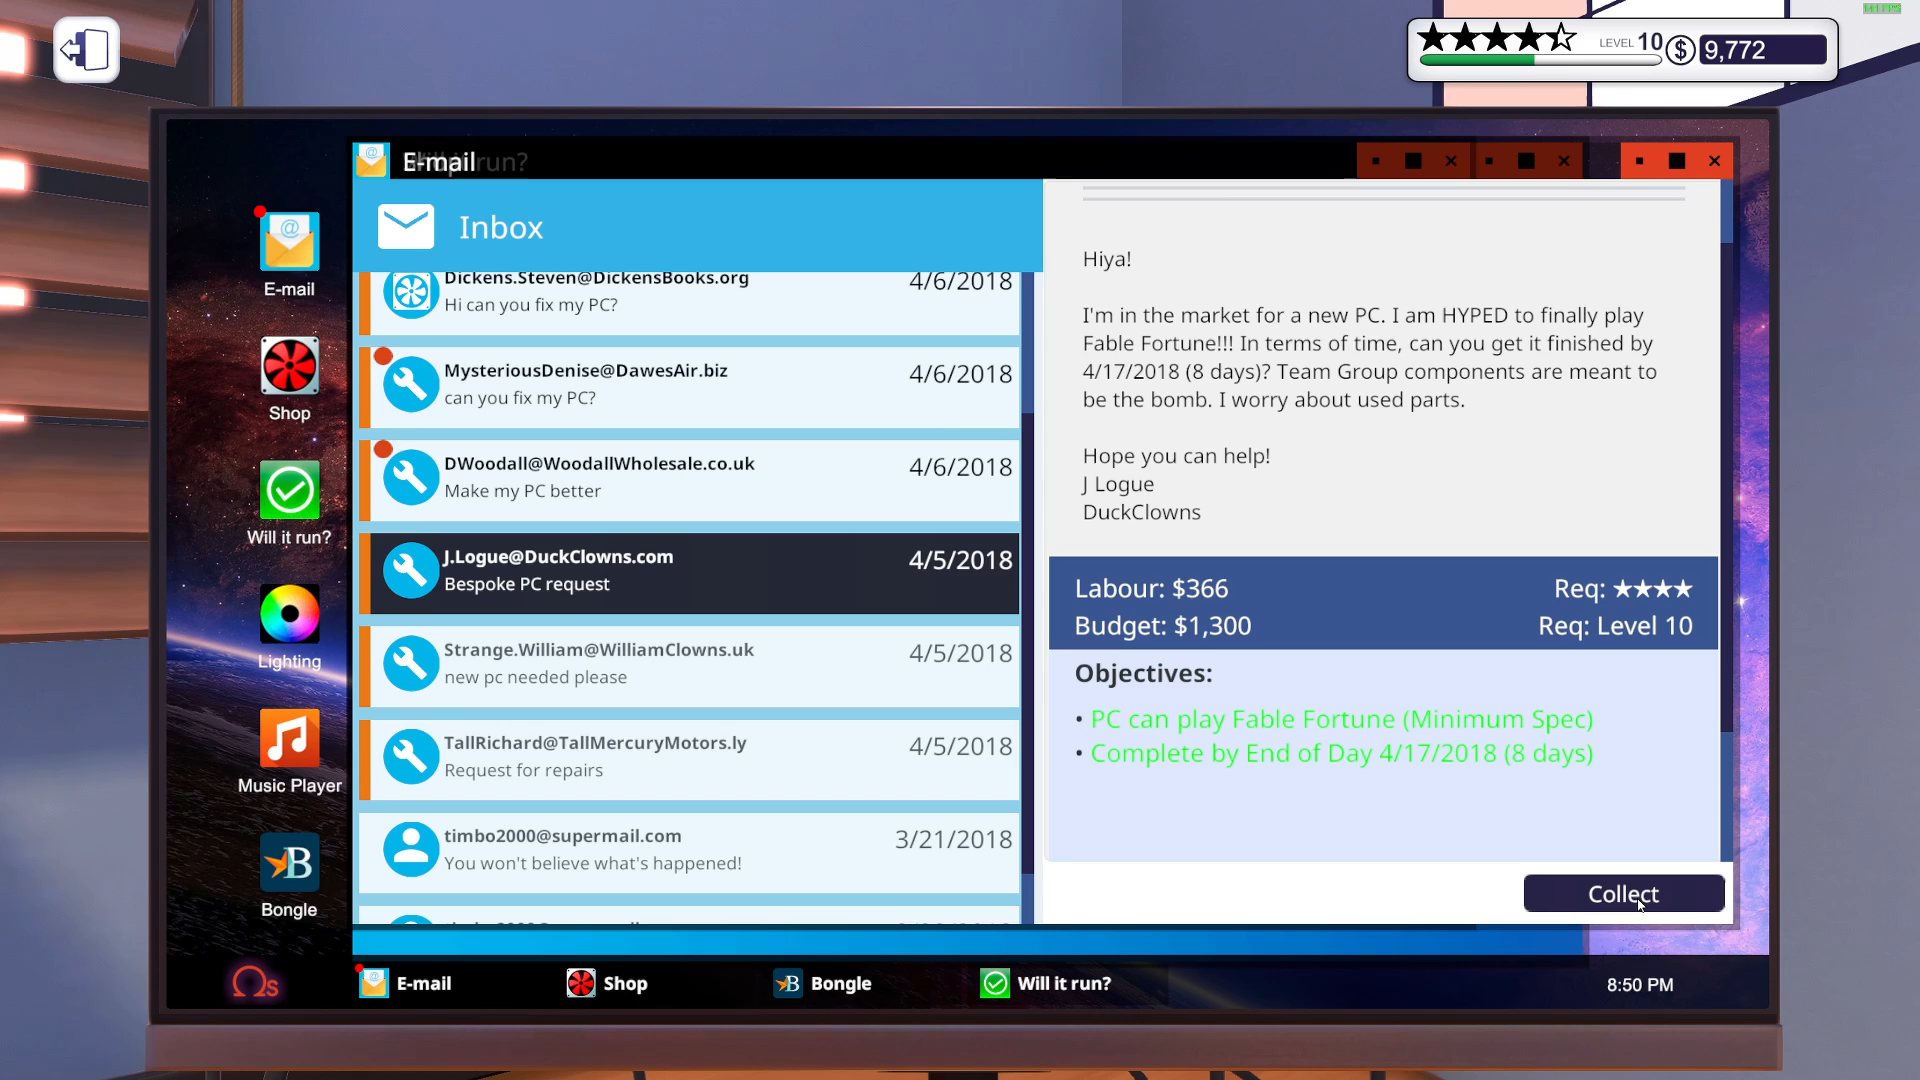 LEVEL 10
$ 9,772
E-mail
E-mail
Shop
Will it run?
Lighting
Music Player
Bongle
Inbox
Dickens.Steven@DickensBooks.org
4/6/2018
Hi can you fix my PC?
MysteriousDenise@DawesAir.biz
4/6/2018
can you fix my PC?
DWoodall@WoodallWholesale.co.uk
4/6/2018
Make my PC better
J.Logue@DuckClowns.com
4/5/2018
Bespoke PC request
Strange.William@WilliamClowns.uk
4/5/2018
new pc needed please
TallRichard@TallMercuryMotors.ly
4/5/2018
Request for repairs
timbo2000@supermail.com
3/21/2018
You won't believe what's happened!
Hiya!
I'm in the market for a new PC. I am HYPED to finally play
Fable Fortune!!! In terms of time, can you get it finished by
4/17/2018 (8 days)? Team Group components are meant to
be the bomb. I worry about used parts.
Hope you can help!
J Logue
DuckClowns
Labour: $366
Req: ★★★★
Budget: $1,300
Req: Level 10
Objectives:
• PC can play Fable Fortune (Minimum Spec)
• Complete by End of Day 4/17/2018 (8 days)
Collect
Ωs
E-mail
Shop
B Bongle
Will it run?
8:50 PM